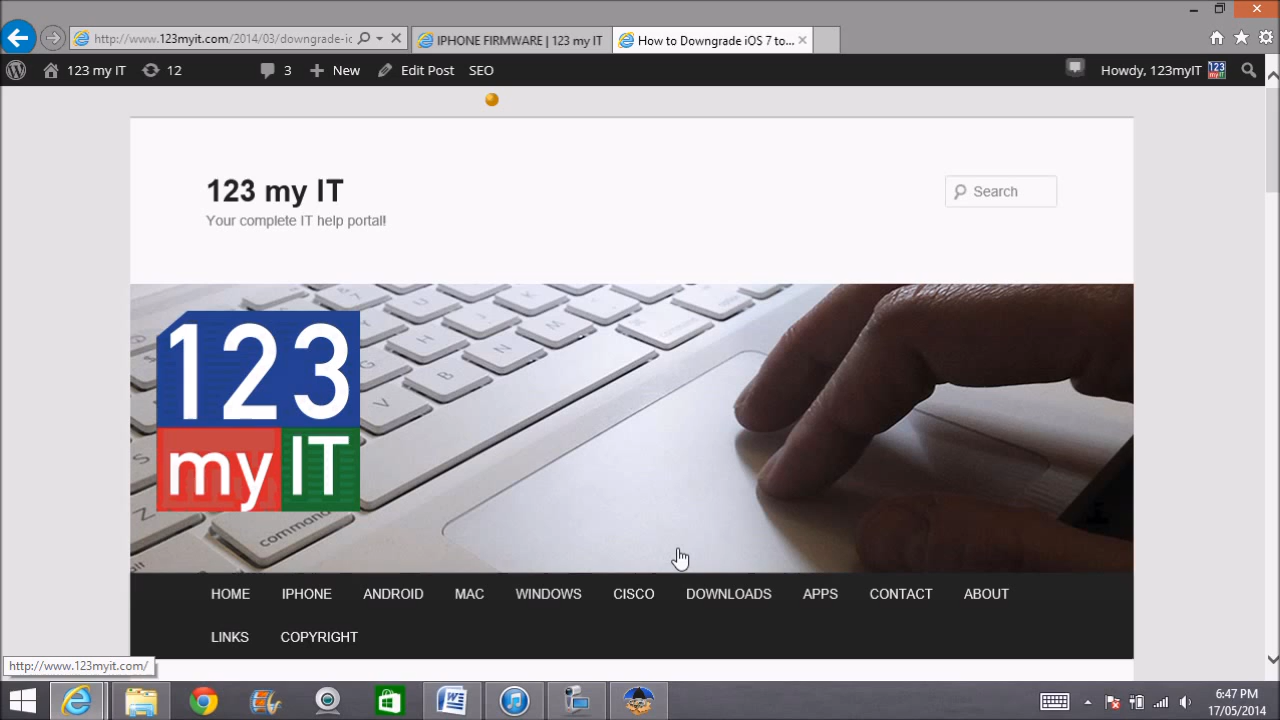 http://www.123myit.com/2014/03/downgrade-ic
IPHONE FIRMWARE | 123 my IT
How to Downgrade iOS 7 to...
123 my IT
12
3
New
Edit Post
SEO
Howdy, 123myIT
123 my IT
Your complete IT help portal!
Search
123
my IT
command
HOME IPHONE ANDROID MAC WINDOWS CISCO DOWNLOADS APPS CONTACT ABOUT
LINKS COPYRIGHT
http://www.123myit.com/
6:47 PM
17/05/2014